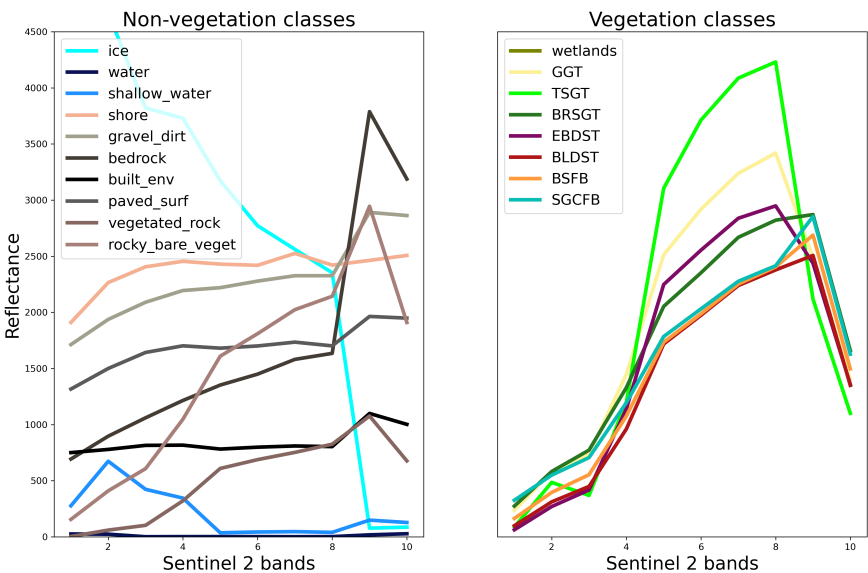 Non-vegetation classes
4500
4000
3500
3000
2500
2000
1500
1000
500
0
Reflectance
ice
water
shallow_water
shore
gravel_dirt
bedrock
built_env
paved_surf
vegetated_rock
rocky_bare_veget
2 4 6 8 10
Sentinel 2 bands
Vegetation classes
wetlands
GGT
TSGT
BRSGT
EBDST
BLDST
BSFB
SGCFB
2 4 6 8 10
Sentinel 2 bands